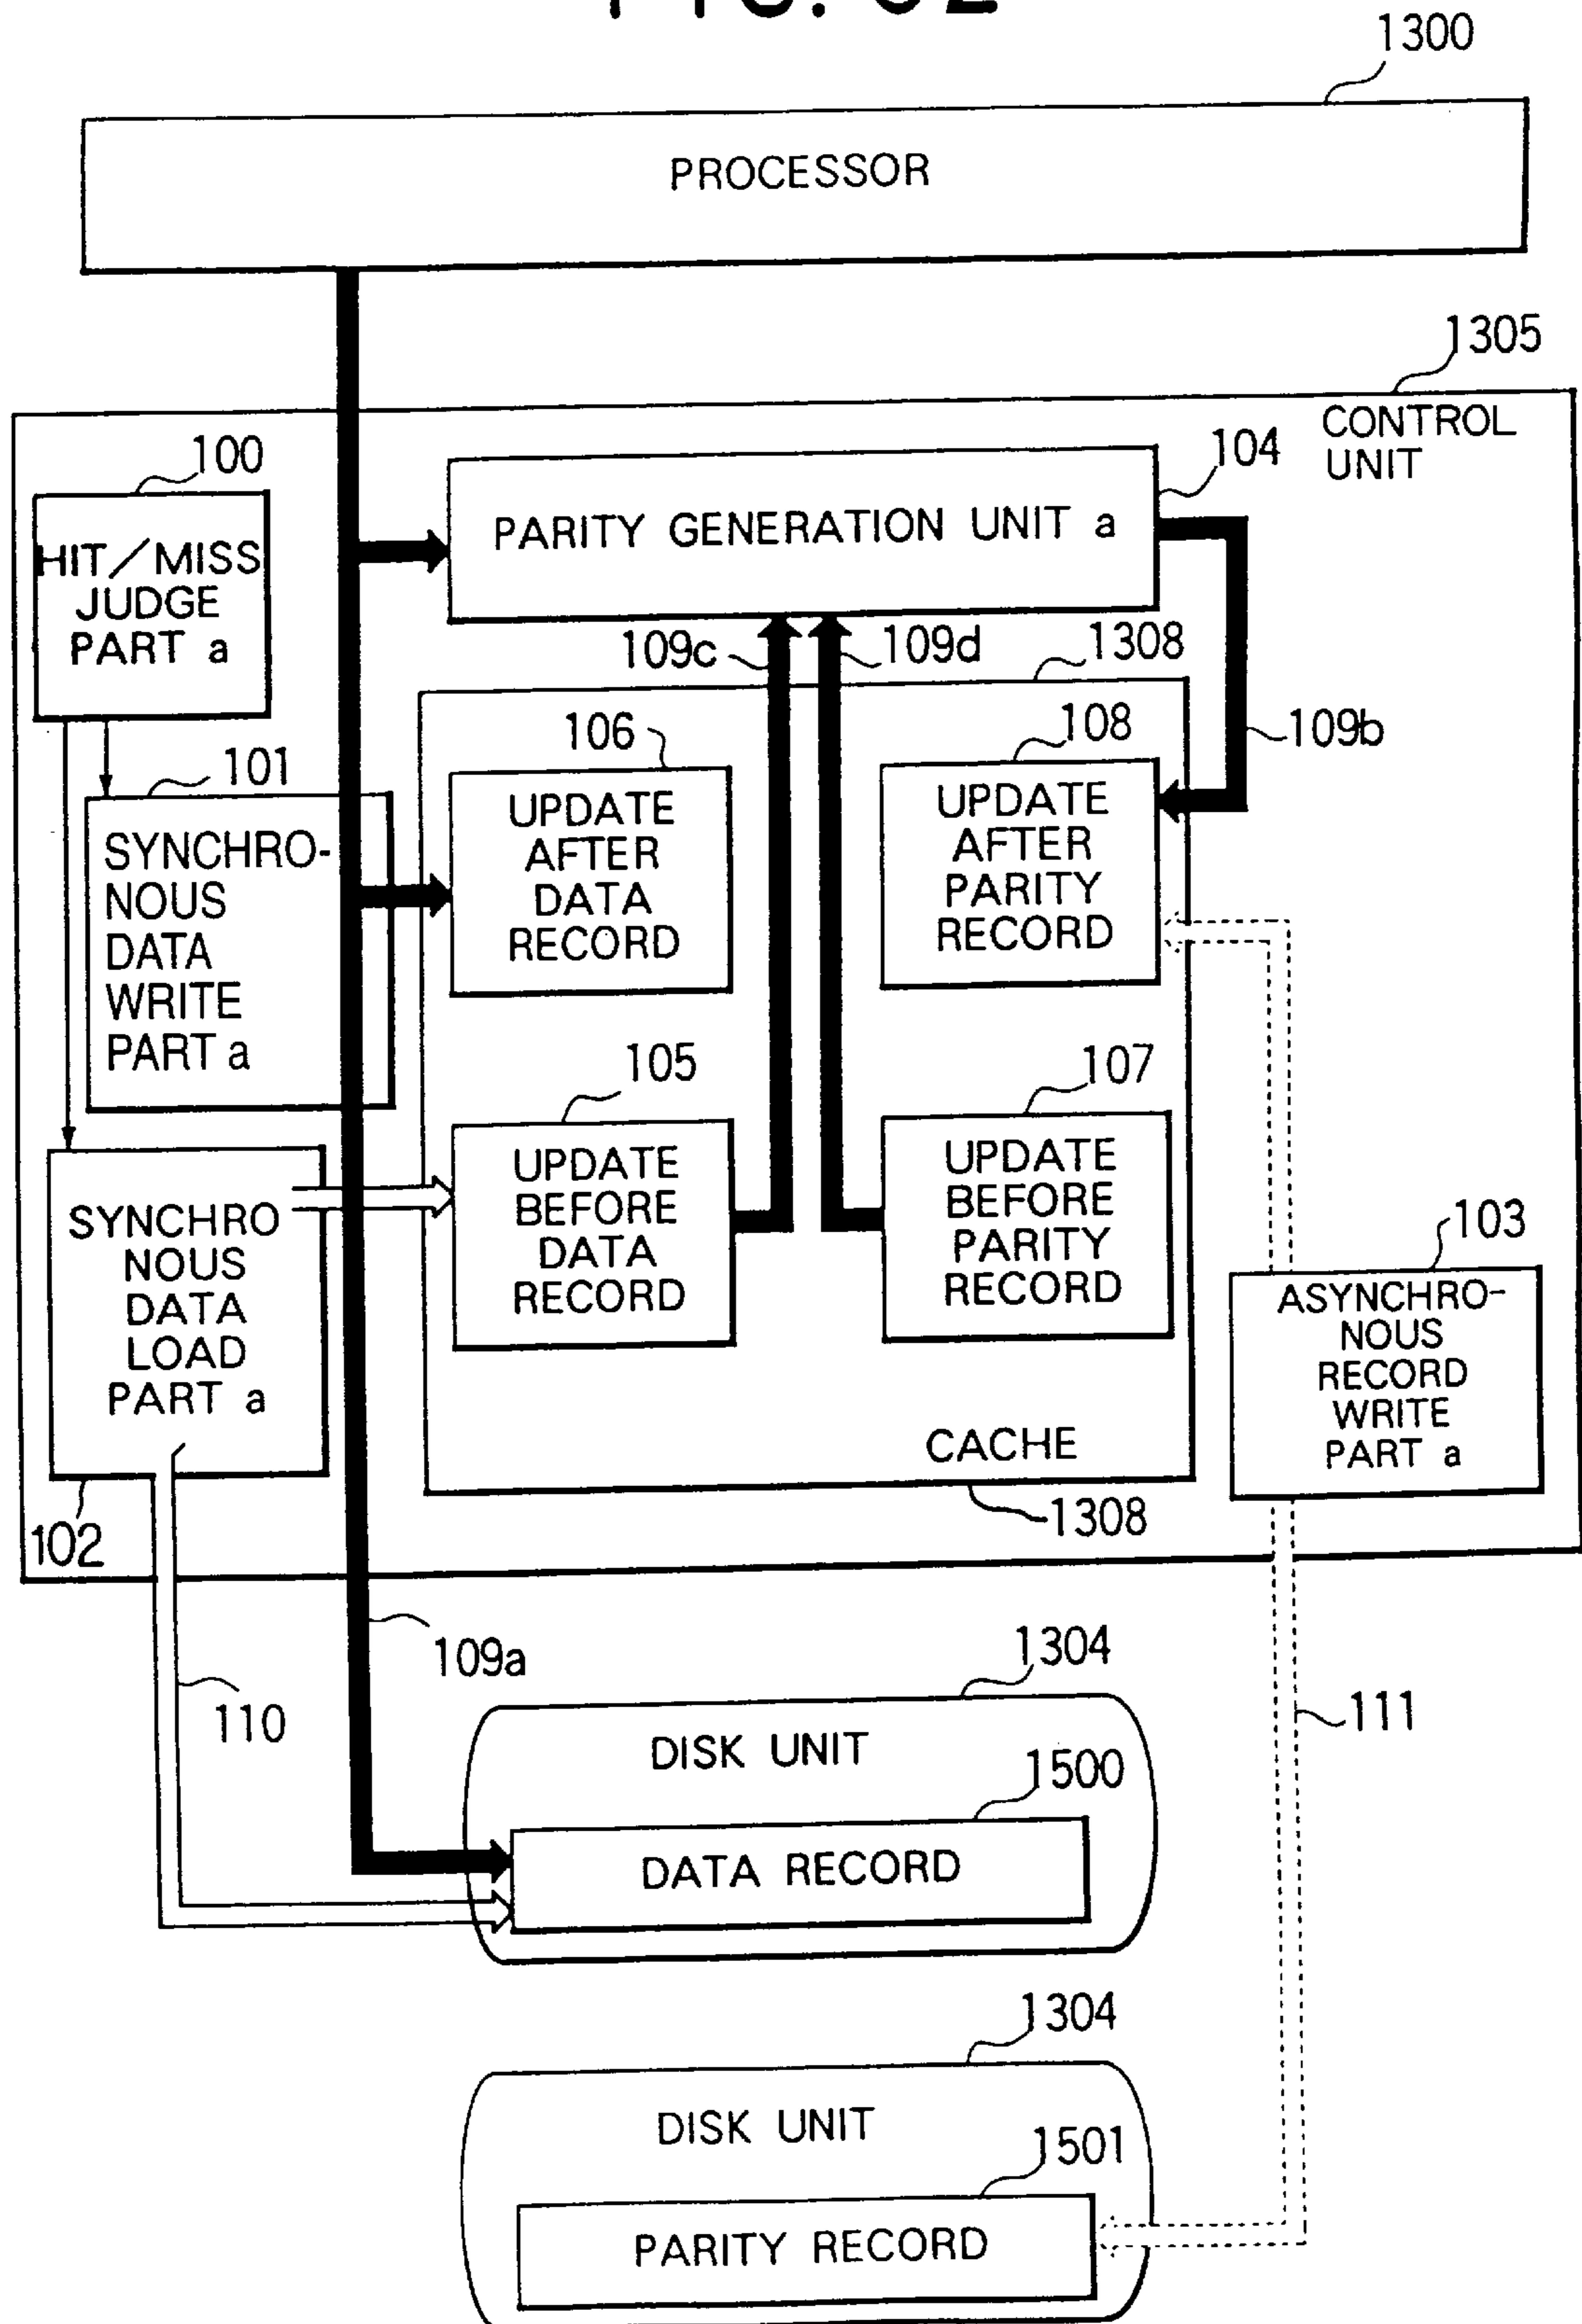 1300
PROCESSOR
1305
CONTROL
UNIT
100
HIT/MISS
JUDGE
PART a
104
PARITY GENERATION UNIT a
109c
109d
1308
109b
101
SYNCHRO-
NOUS
DATA
WRITE
PART a
106
UPDATE
AFTER
DATA
RECORD
108
UPDATE
AFTER
PARITY
RECORD
105
UPDATE
BEFORE
DATA
RECORD
107
UPDATE
BEFORE
PARITY
RECORD
SYNCHRO
NOUS
DATA
LOAD
PART a
102
103
ASYNCHRO-
NOUS
RECORD
WRITE
PART a
CACHE
1308
109a
110
111
1304
DISK UNIT
1500
DATA RECORD
1304
DISK UNIT
1501
PARITY RECORD